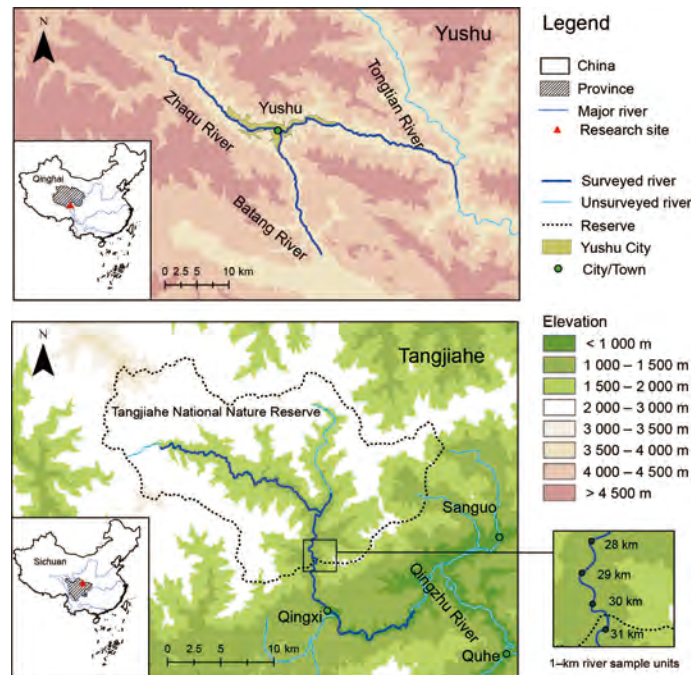 N
Yushu
Zhaqu River
Yushu
Tongtian River
Batang River
Qinghai
0 2.5 5 10 km
Legend
China
Province
Major river
Research site
Surveyed river
Unsurveyed river
Reserve
Yushu City
City/Town
Elevation
< 1 000 m
1 000 – 1 500 m
1 500 – 2 000 m
2 000 – 3 000 m
3 000 – 3 500 m
3 500 – 4 000 m
4 000 – 4 500 m
> 4 500 m
N
Tangjiahe
Tangjiahe National Nature Reserve
Sanguo
Qingxi
Qingzhu River
Quhe
Sichuan
0 2.5 5 10 km
28 km
29 km
30 km
31 km
1–km river sample units